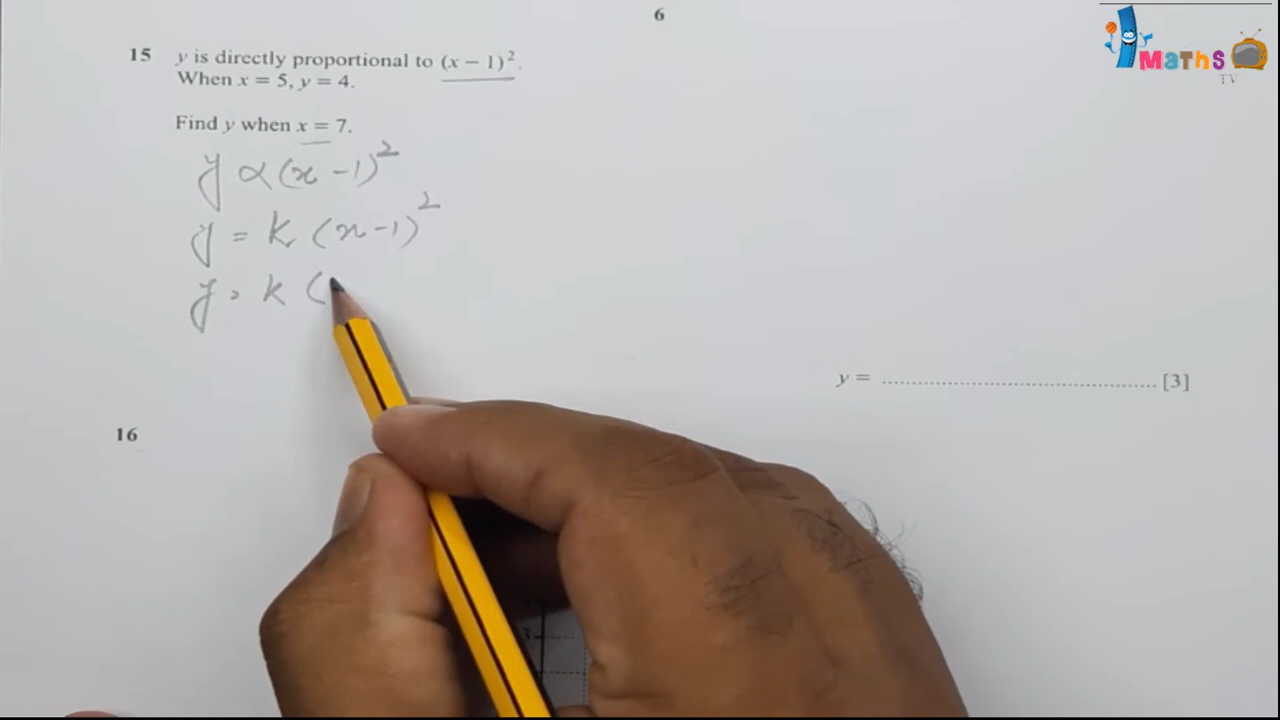 6
15 y is directly proportional to (x − 1)².
When x = 5, y = 4.
Find y when x = 7.
y ∝ (x − 1)²
y = k (x − 1)²
y = k (
y = .......................................... [3]
16
3
MaTHS
TV